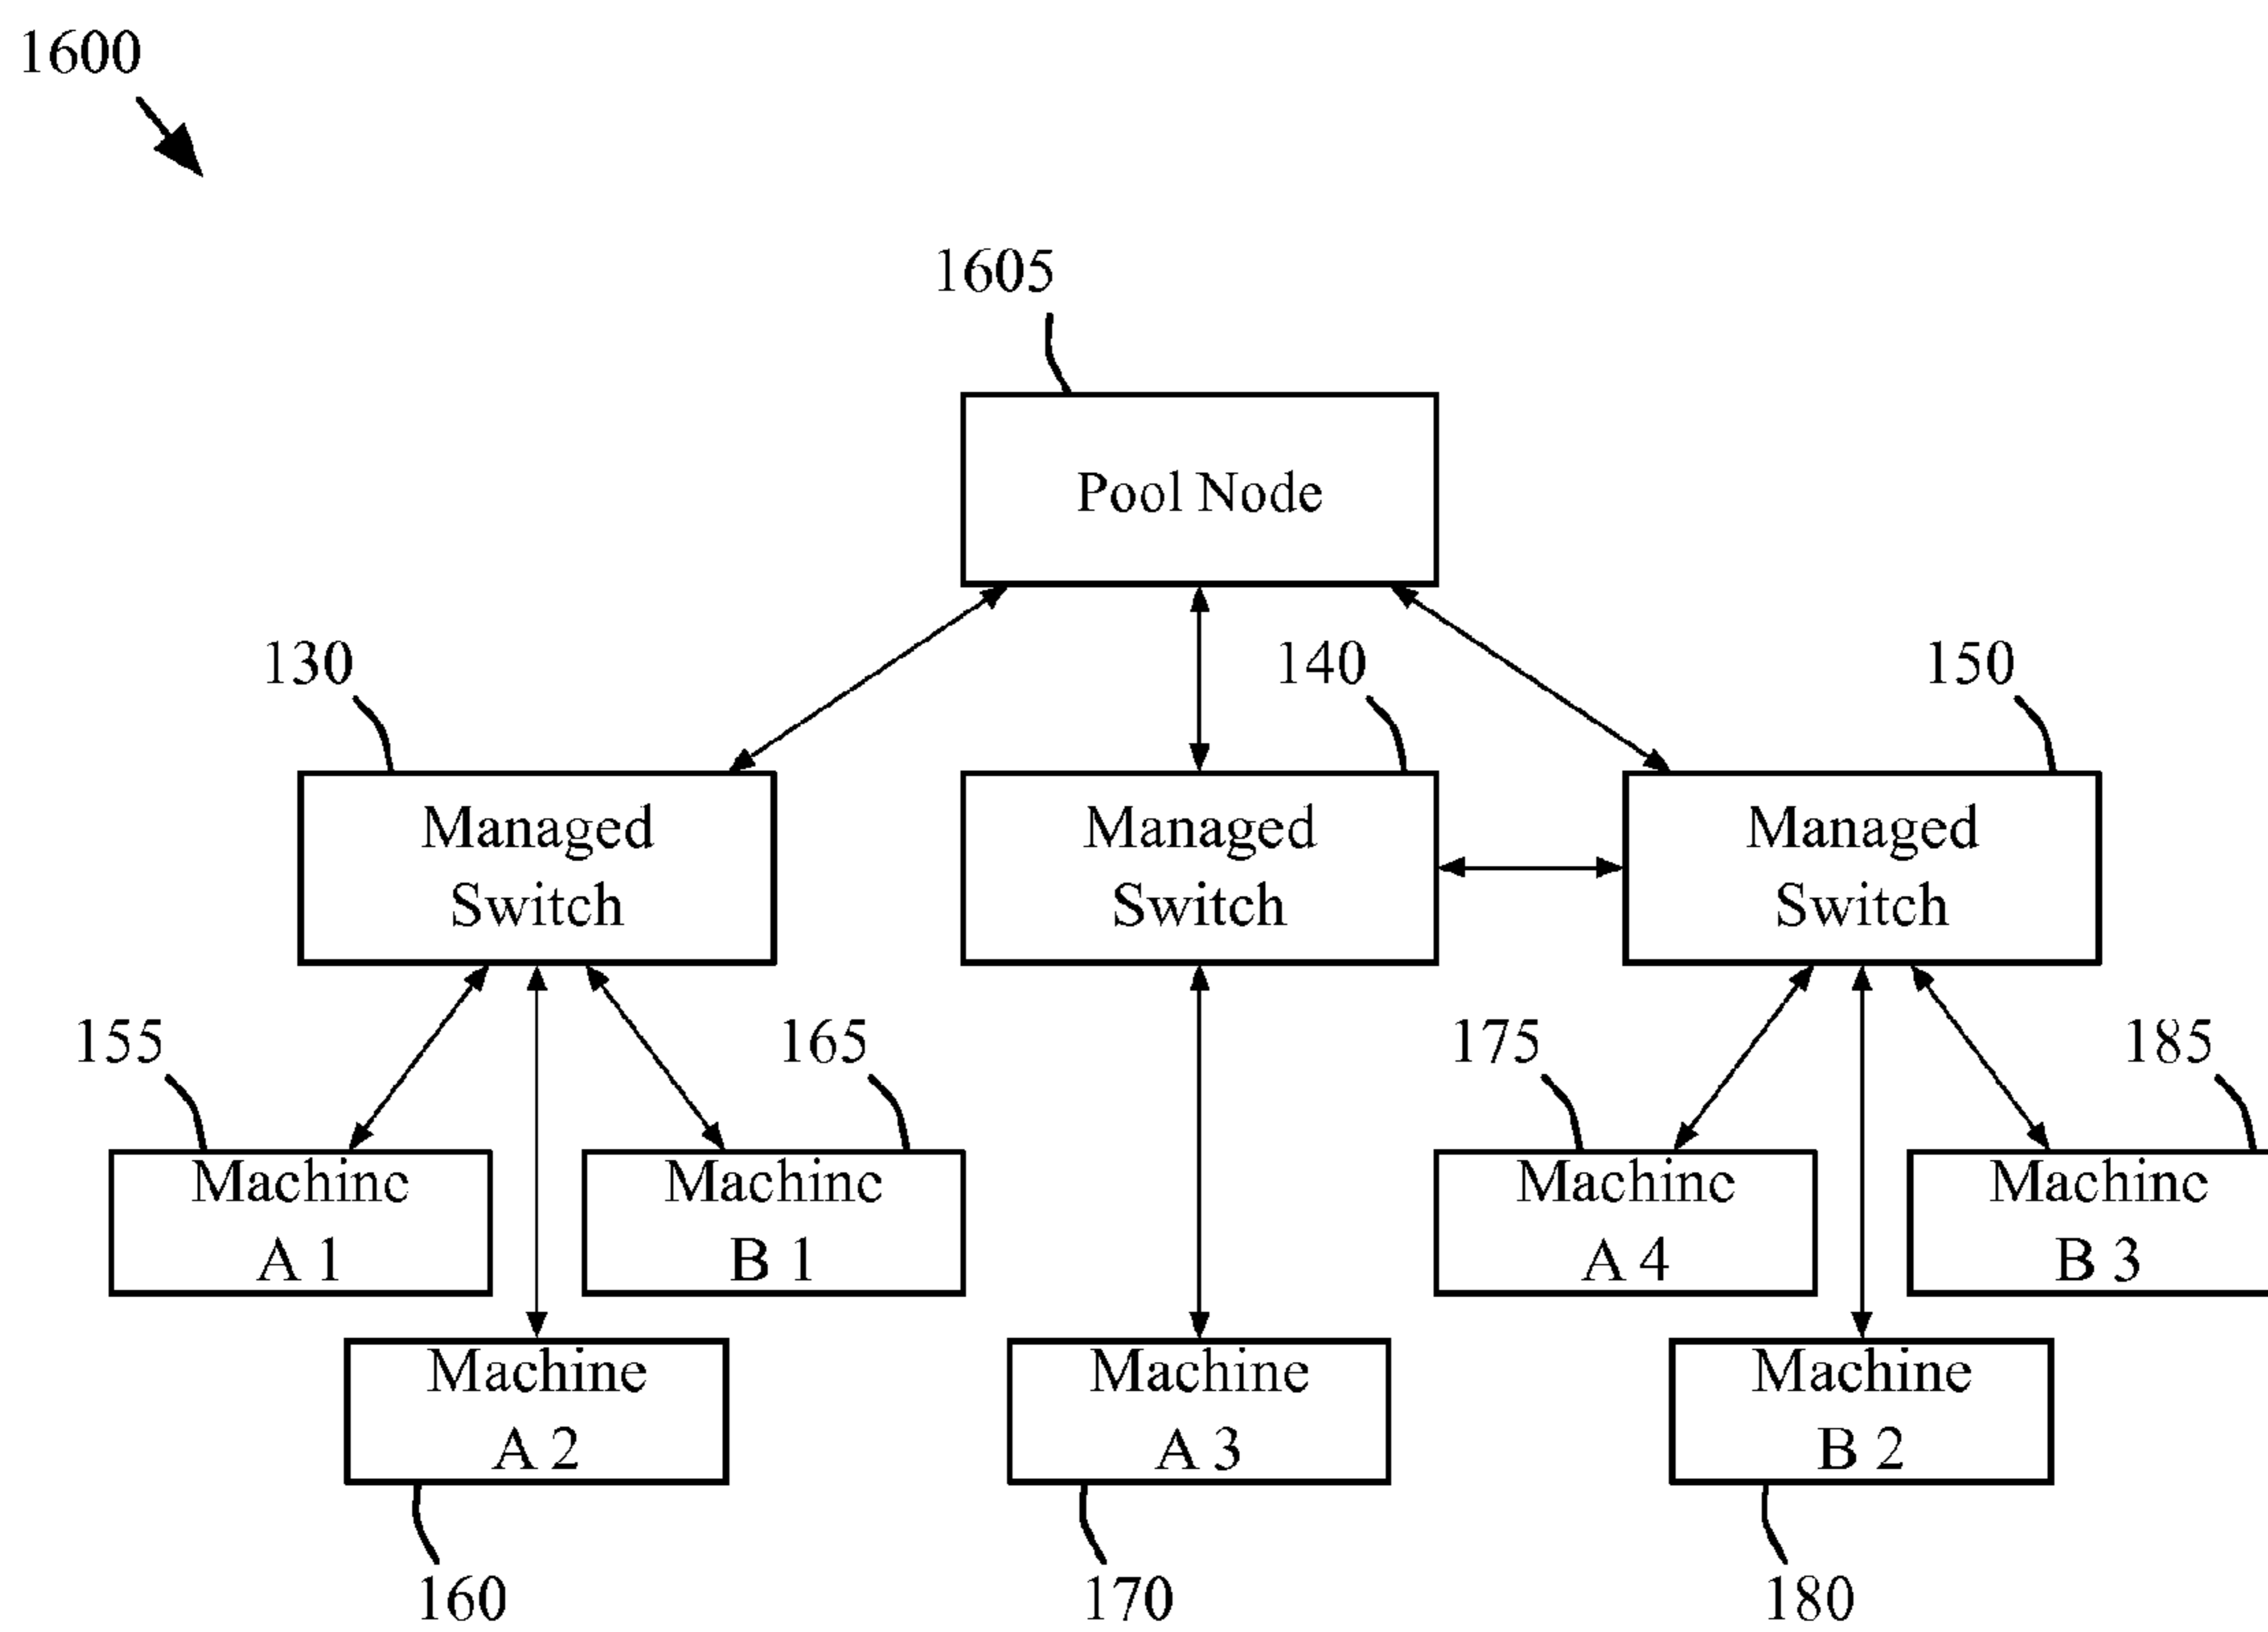 1600
1605
Pool Node
130
140
150
Managed
Switch
Managed
Switch
Managed
Switch
155
165
175
185
Machine
A 1
Machine
B 1
Machine
A 4
Machine
B 3
Machine
A 2
Machine
A 3
Machine
B 2
160
170
180